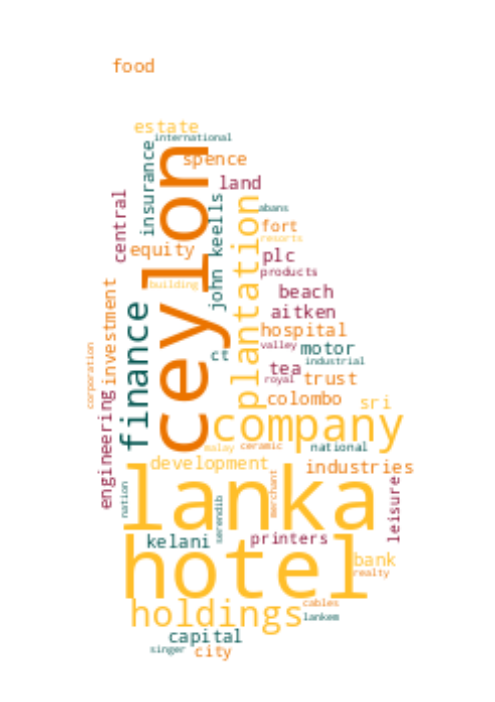 food
estate
international
insurance
spence
ceylon
land
central
john keells
plantation
abans
fort
resorts
equity
plc
products
building
beach
investment
aitken
finance
hospital
valley
motor
ct
industrial
tea
royal
trust
corporation
colombo
sri
engineering
company
malay
ceramic
national
development
industries
lanka
merchant
nation
serendib
leisure
kelani
printers
hotel
bank
realty
holdings
cables
lankem
capital
singer
city